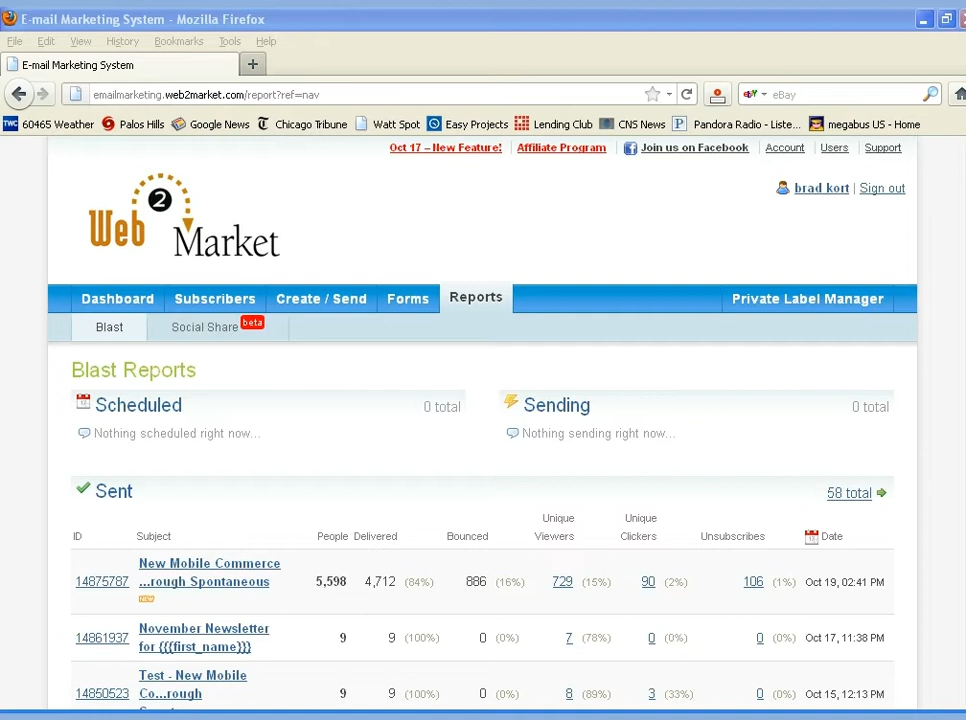 E-mail Marketing System - Mozilla Firefox
File Edit View History Bookmarks Tools Help
E-mail Marketing System
emailmarketing.web2market.com/report?ref=nav
eBay
60465 Weather Palos Hills Google News Chicago Tribune Watt Spot Easy Projects Lending Club CNS News Pandora Radio - Liste... megabus US - Home
Oct 17 – New Feature! Affiliate Program Join us on Facebook Account Users Support
brad kort Sign out
Web 2 Market
Dashboard Subscribers Create / Send Forms Reports Private Label Manager
Blast Social Share beta
Blast Reports
Scheduled 0 total
Nothing scheduled right now...
Sending 0 total
Nothing sending right now...
Sent 58 total
ID Subject People Delivered Bounced Unique Viewers Unique Clickers Unsubscribes Date
14875787 New Mobile Commerce ...rough Spontaneous 5,598 4,712 (84%) 886 (16%) 729 (15%) 90 (2%) 106 (1%) Oct 19, 02:41 PM
NEW
14861937 November Newsletter for {{{first_name}}} 9 9 (100%) 0 (0%) 7 (78%) 0 (0%) 0 (0%) Oct 17, 11:38 PM
14850523 Test - New Mobile Co...rough 9 9 (100%) 0 (0%) 8 (89%) 3 (33%) 0 (0%) Oct 15, 12:13 PM